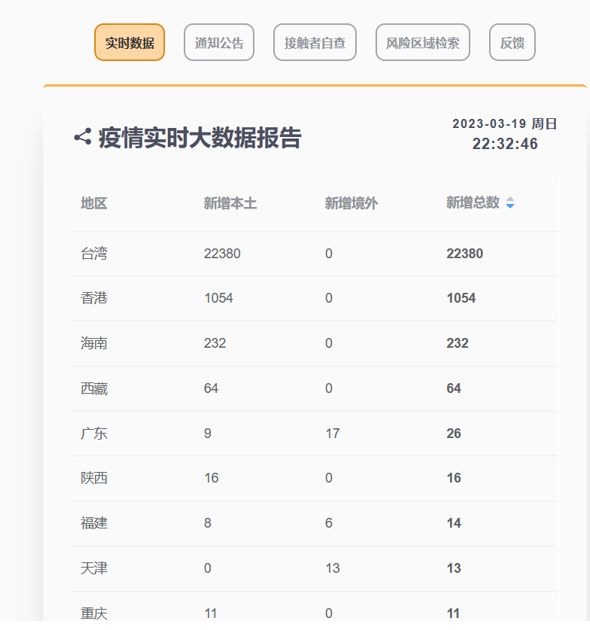 实时数据 通知公告 接触者自查 风险区域检索 反馈
2023-03-19 周日
疫情实时大数据报告 22:32:46
地区 新增本土 新增境外 新增总数
台湾 22380 0 22380
香港 1054 0 1054
海南 232 0 232
西藏 64 0 64
广东 9 17 26
陕西 16 0 16
福建 8 6 14
天津 0 13 13
重庆 11 0 11